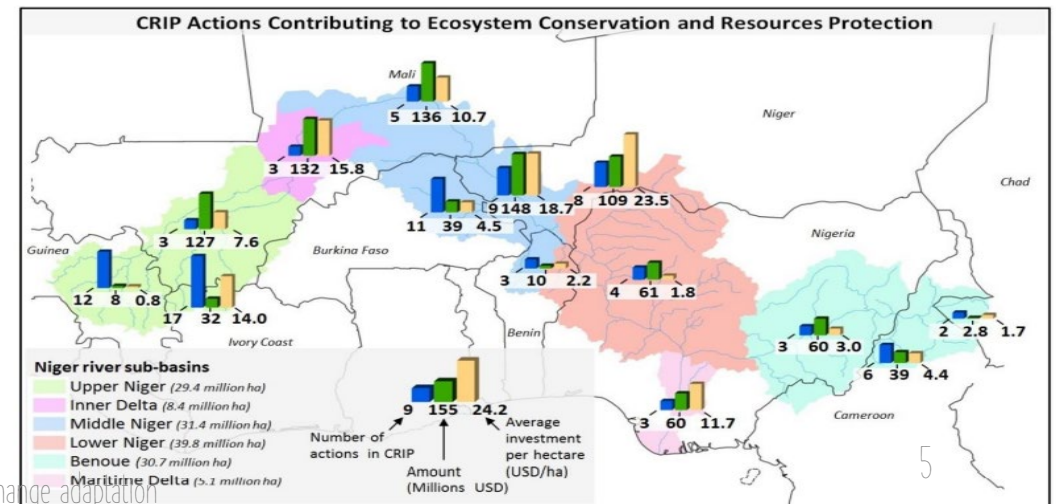 CRIP Actions Contributing to Ecosystem Conservation and Resources Protection
Mali
5 136 10.7
Niger
3 132 15.8
8 109 23.5
9 148 18.7
Chad
11 39 4.5
3 127 7.6
Guinea
Burkina Faso
Nigeria
12 8 0.8
3 10 2.2
4 61 1.8
17 32 14.0
2 2.8 1.7
Ivory Coast
Benin
3 60 3.0
6 39 4.4
Niger river sub-basins
Upper Niger (29.4 million ha)
Inner Delta (8.4 million ha)
Middle Niger (31.4 million ha)
Lower Niger (39.8 million ha)
Benoue (30.7 million ha)
Maritime Delta (5.1 million ha)
9 155 24.2
Number of actions in CRIP
Amount (Millions USD)
Average investment per hectare (USD/ha)
3 60 11.7
Cameroon
5
hange adaptation